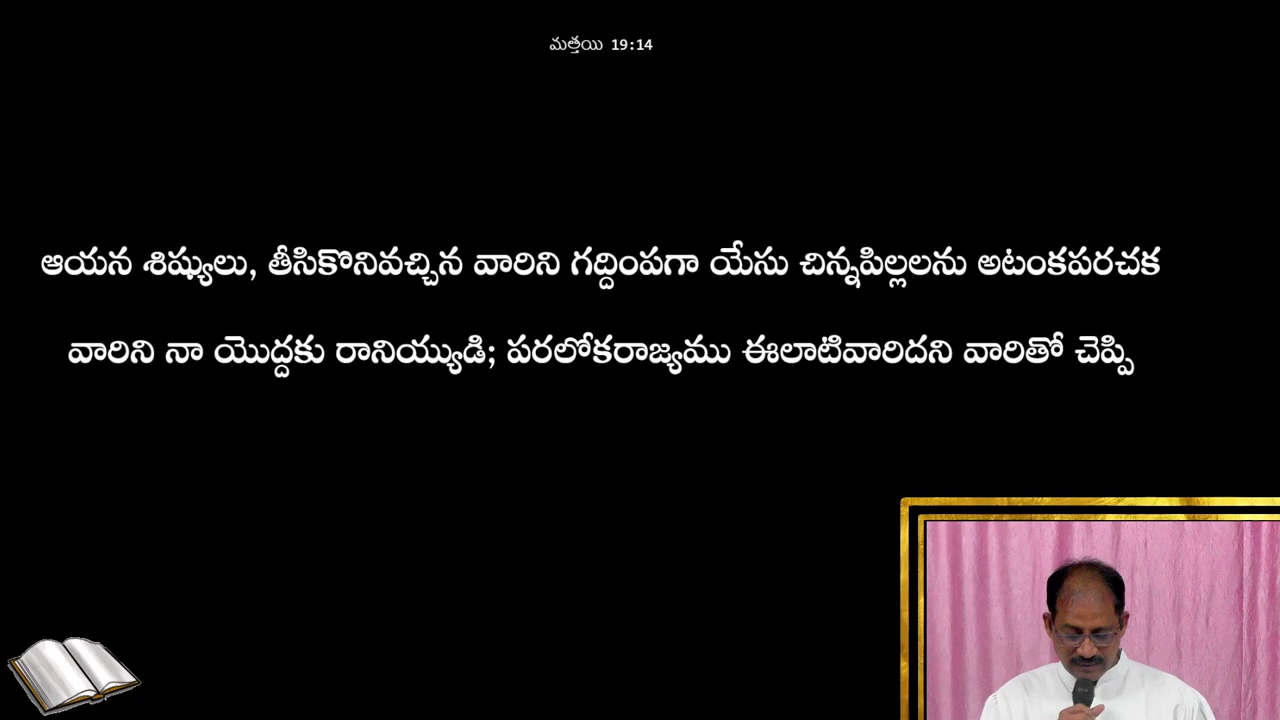 మత్తయి 19:14
ఆయన శిష్యులు, తీసికొనివచ్చిన వారిని గద్దింపగా యేసు చిన్నపిల్లలను అటంకపరచక
వారిని నా యొద్దకు రానియ్యుడి; పరలోకరాజ్యము ఈలాటివారిదని వారితో చెప్పి